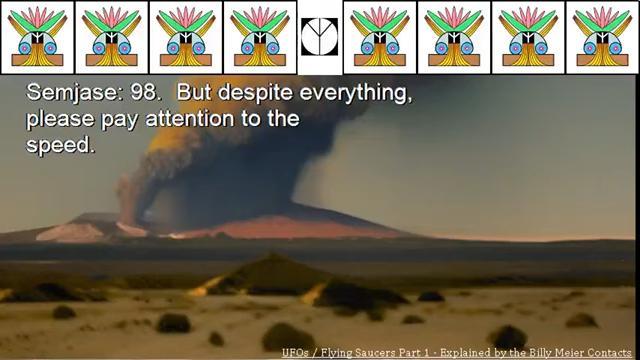 Semjase: 98.  But despite everything,
please pay attention to the
speed.
UFOs / Flying Saucers Part 1 - Explained by the Billy Meier Contacts